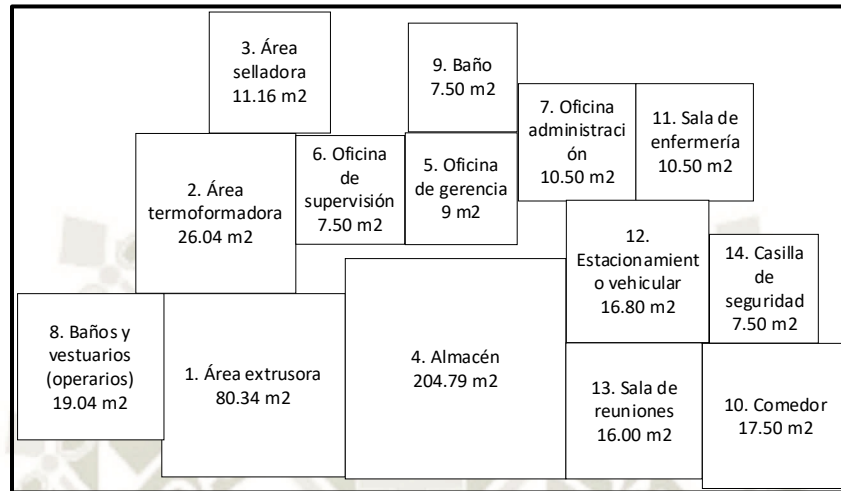 3. Área
selladora
11.16 m2
9. Baño
7.50 m2
7. Oficina
administraci
ón
10.50 m2
11. Sala de
enfermería
10.50 m2
2. Área
termoformadora
26.04 m2
6. Oficina
de
supervisión
7.50 m2
5. Oficina
de gerencia
9 m2
12.
Estacionamient
o vehicular
16.80 m2
14. Casilla
de
seguridad
7.50 m2
8. Baños y
vestuarios
(operarios)
19.04 m2
1. Área extrusora
80.34 m2
4. Almacén
204.79 m2
13. Sala de
reuniones
16.00 m2
10. Comedor
17.50 m2